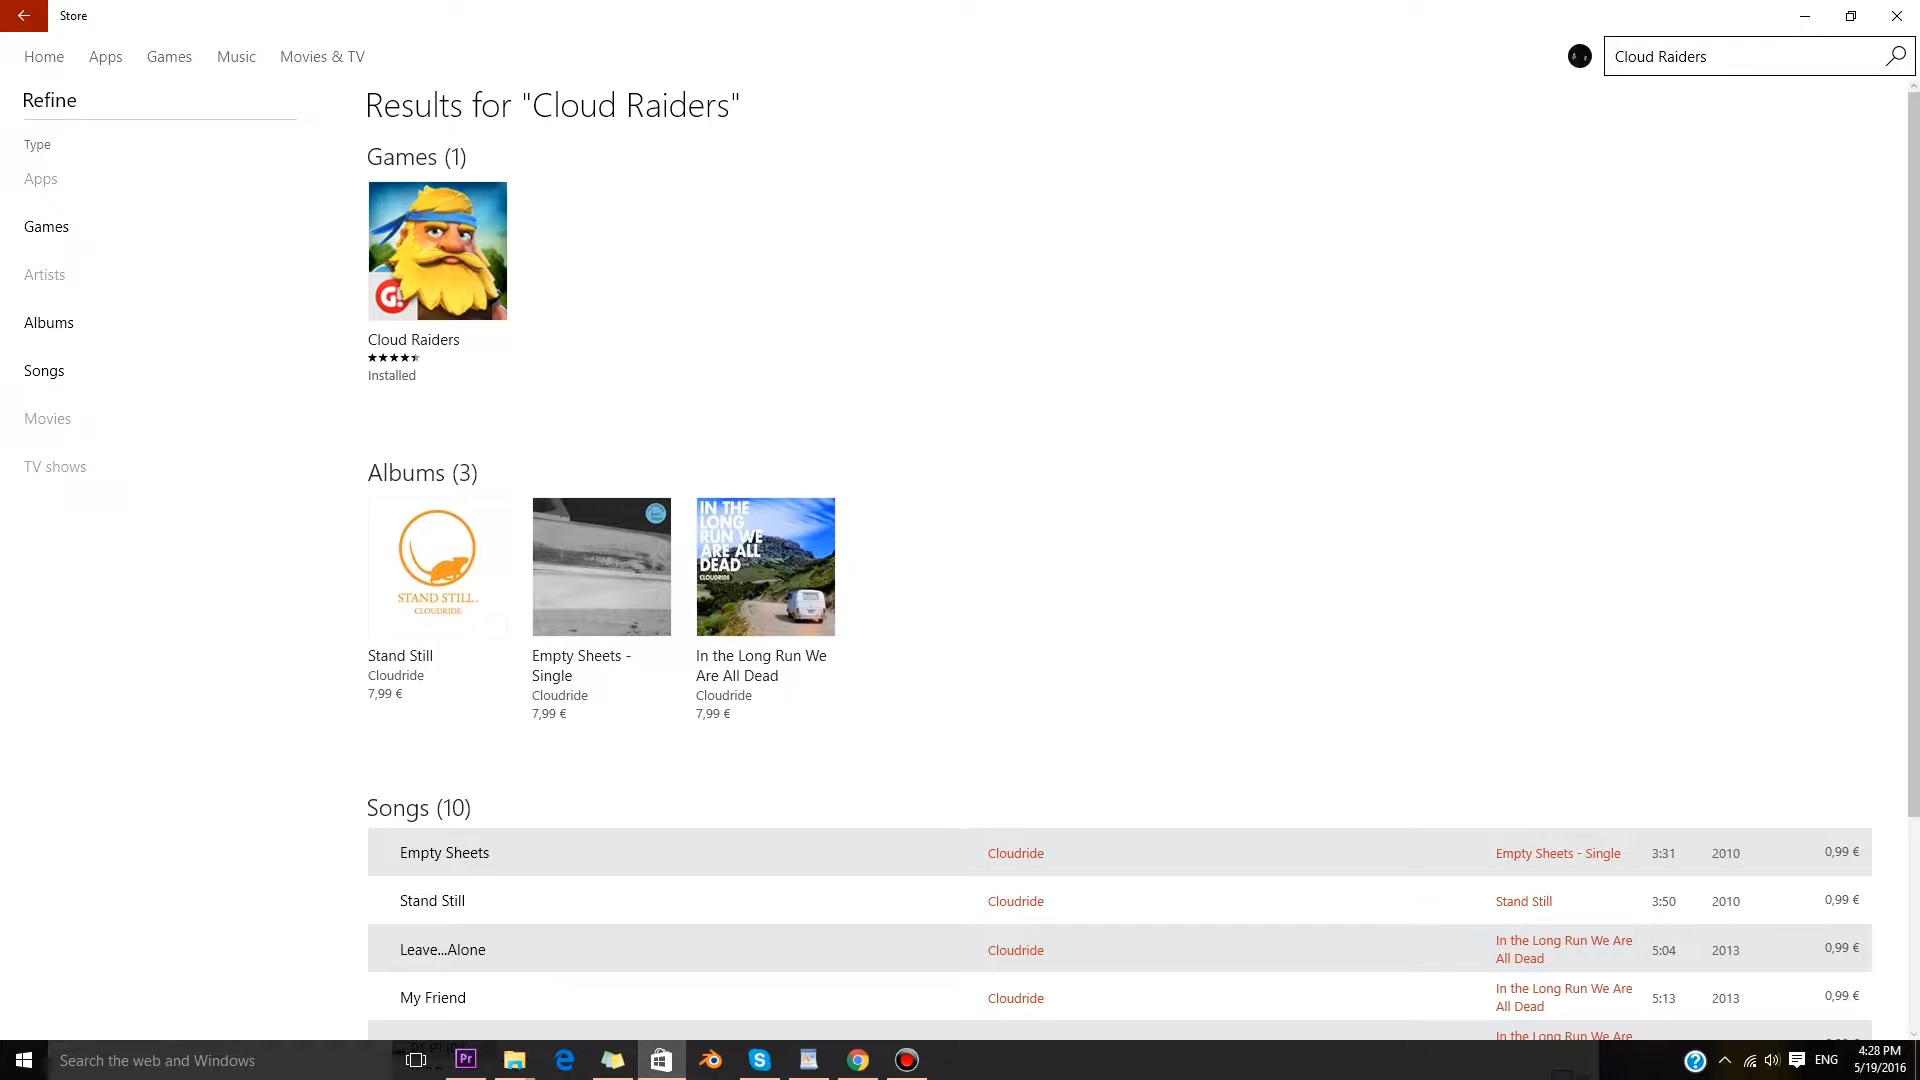 Store
Home Apps Games Music Movies & TV
Cloud Raiders
Refine
Type
Apps
Games
Artists
Albums
Songs
Movies
TV shows
Results for "Cloud Raiders"
Games (1)
G!
Cloud Raiders
Installed
Albums (3)
STAND STILL.
CLOUDRIDE
IN THE
LONG
RUN WE
ARE ALL
DEAD
CLOUDRIDE
Stand Still
Cloudride
7,99 €
Empty Sheets -
Single
Cloudride
7,99 €
In the Long Run We
Are All Dead
Cloudride
7,99 €
Songs (10)
Empty Sheets Cloudride Empty Sheets - Single 3:31 2010 0,99 €
Stand Still Cloudride Stand Still 3:50 2010 0,99 €
Leave...Alone Cloudride In the Long Run We Are
All Dead 5:04 2013 0,99 €
My Friend Cloudride In the Long Run We Are
All Dead 5:13 2013 0,99 €
In the Long Run We Are
Search the web and Windows
Pr
ENG
4:28 PM
5/19/2016